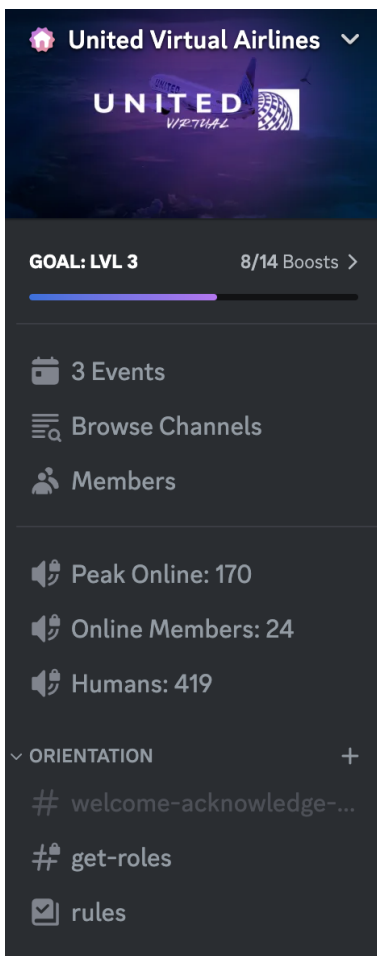 United Virtual Airlines
UNITED
UNITED
VIRTUAL
GOAL: LVL 3 8/14 Boosts >
3 Events
Browse Channels
Members
Peak Online: 170
Online Members: 24
Humans: 419
ORIENTATION +
# welcome-acknowledge-...
# get-roles
rules